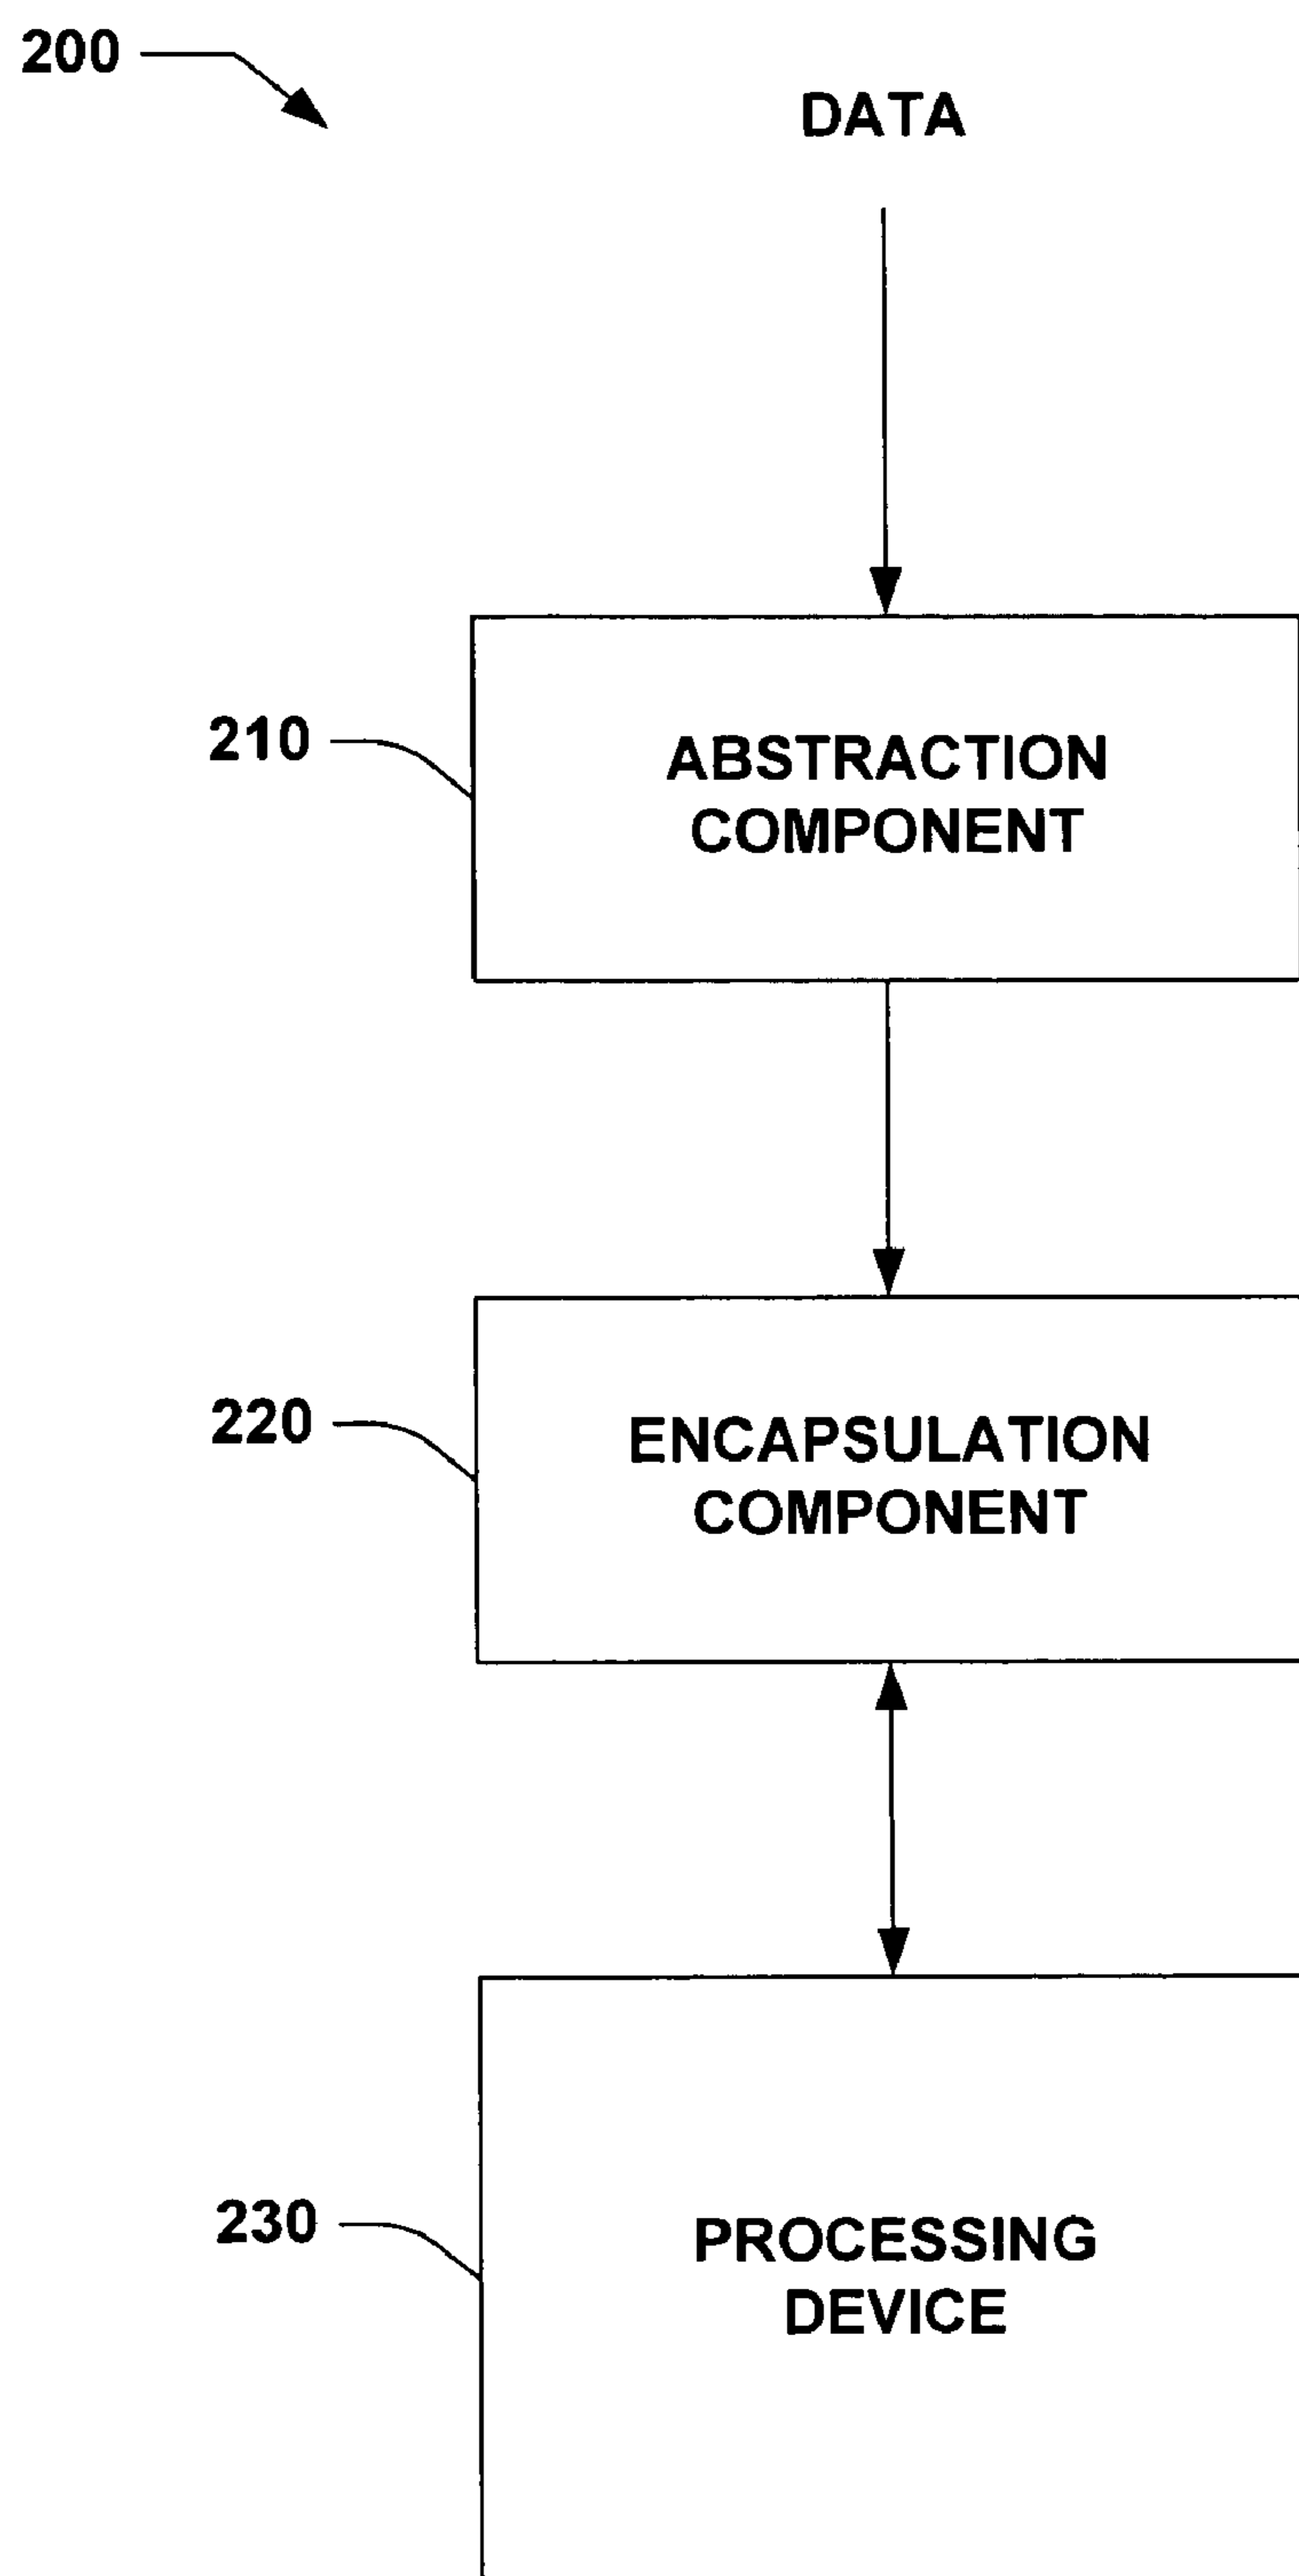 200
DATA
210
ABSTRACTION
COMPONENT
220
ENCAPSULATION
COMPONENT
230
PROCESSING
DEVICE